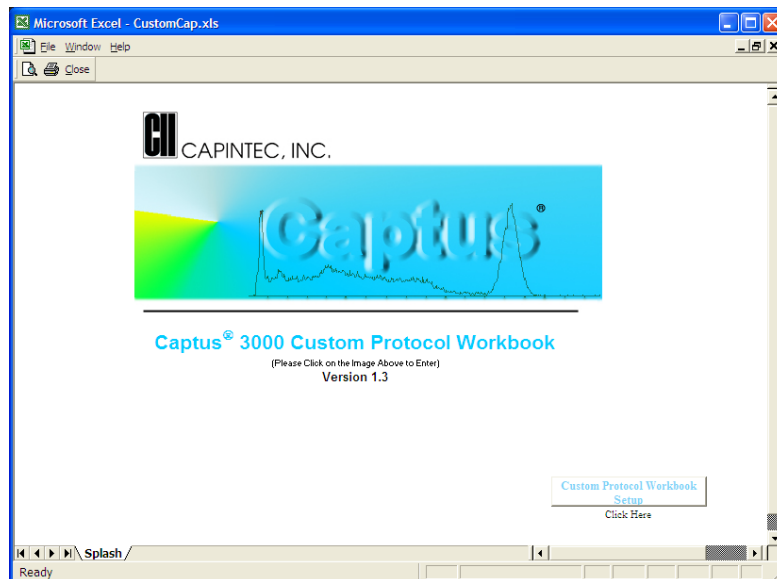 Microsoft Excel - CustomCap.xls
File Window Help
Close
CII CAPINTEC, INC.
Captus®
Captus® 3000 Custom Protocol Workbook
(Please Click on the Image Above to Enter)
Version 1.3
Custom Protocol Workbook
Setup
Click Here
Splash
Ready